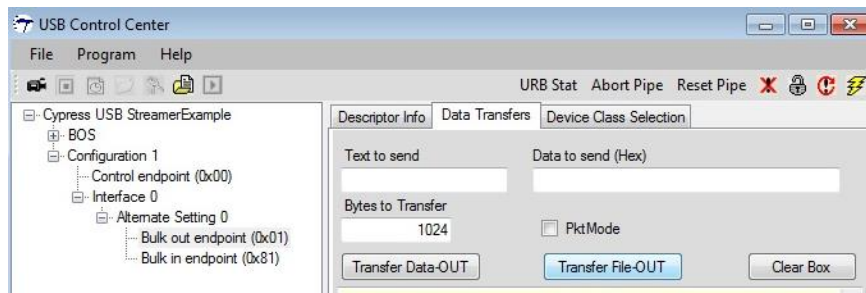 USB Control Center
File Program Help
URB Stat Abort Pipe Reset Pipe
Cypress USB StreamerExample
BOS
Configuration 1
Control endpoint (0x00)
Interface 0
Alternate Setting 0
Bulk out endpoint (0x01)
Bulk in endpoint (0x81)
Descriptor Info Data Transfers Device Class Selection
Text to send Data to send (Hex)
Bytes to Transfer
1024 PktMode
Transfer Data-OUT Transfer File-OUT Clear Box